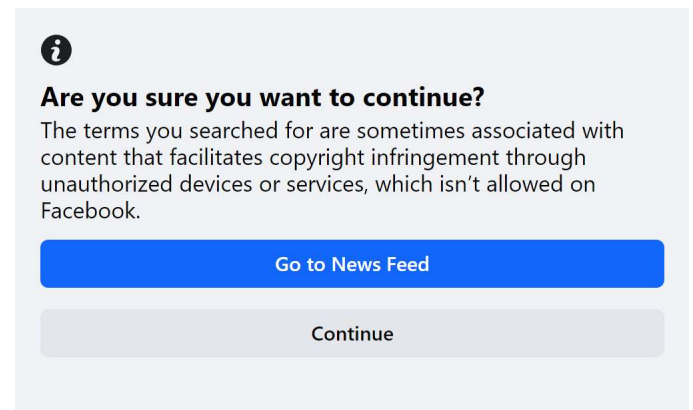 Are you sure you want to continue?
The terms you searched for are sometimes associated with
content that facilitates copyright infringement through
unauthorized devices or services, which isn’t allowed on
Facebook.
Go to News Feed
Continue